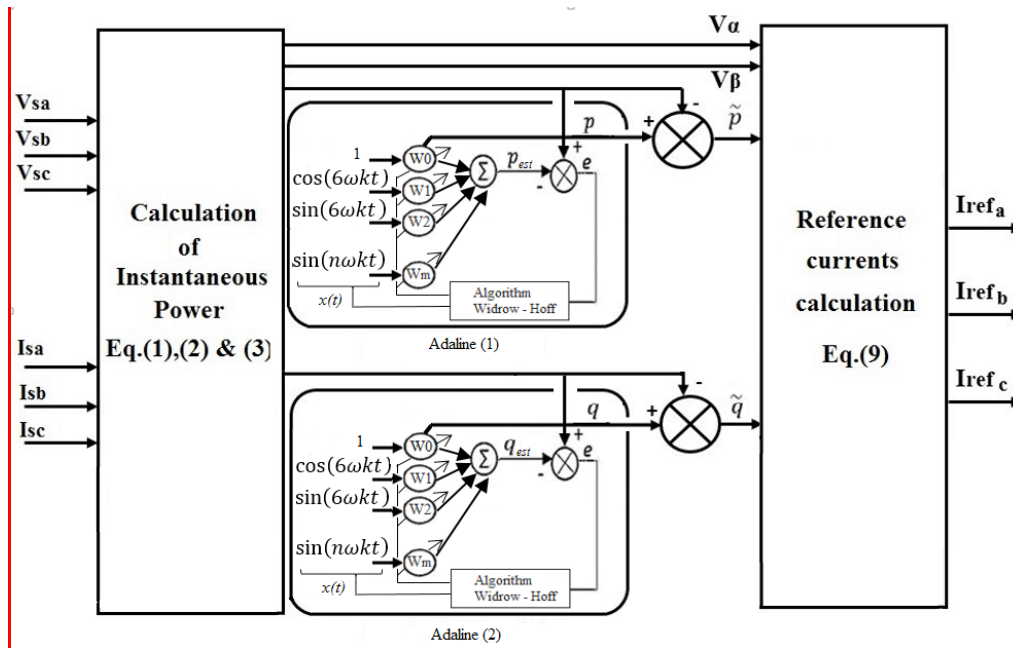 Vsa
Vsb
Vsc
Isa
Isb
Isc
Calculation
of
Instantaneous
Power
Eq.(1),(2) & (3)
Vα
Vβ
1
cos(6ωkt)
sin(6ωkt)
sin(nωkt)
x(t)
W0
W1
W2
Wm
Σ
p
p_est
+
-
e
Algorithm
Widrow - Hoff
Adaline (1)
+
-
p̃
1
cos(6ωkt)
sin(6ωkt)
sin(nωkt)
x(t)
W0
W1
W2
Wm
Σ
q
q_est
+
-
e
Algorithm
Widrow - Hoff
Adaline (2)
+
-
q̃
Reference
currents
calculation
Eq.(9)
Iref a
Iref b
Iref c